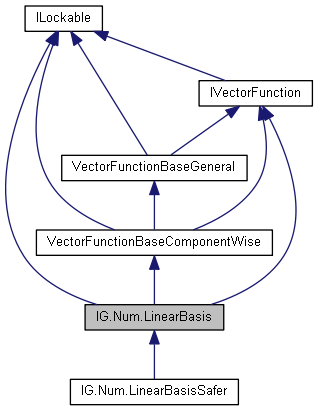 ILockable
IVectorFunction
VectorFunctionBaseGeneral
VectorFunctionBaseComponentWise
IG.Num.LinearBasis
IG.Num.LinearBasisSafer